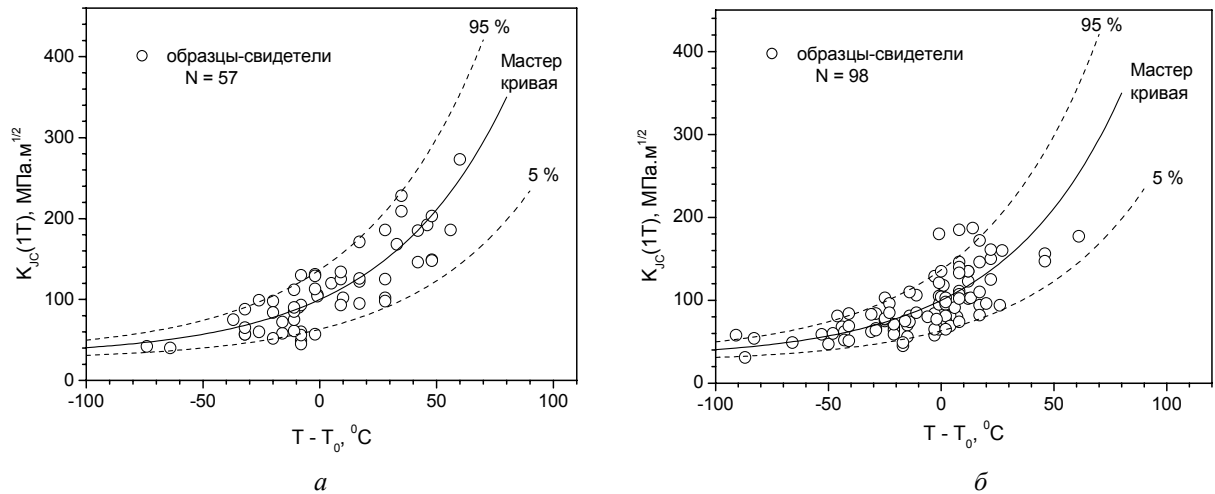 95 %
образцы-свидетели
N = 57
Мастер
кривая
5 %
400
300
200
100
0
-100
-50
0
50
100
K_JC(1T), МПа.м^1/2
T - T_0, ^0C
а
95 %
образцы-свидетели
N = 98
Мастер
кривая
5 %
400
300
200
100
0
-100
-50
0
50
100
K_JC(1T), МПа.м^1/2
T - T_0, ^0C
б